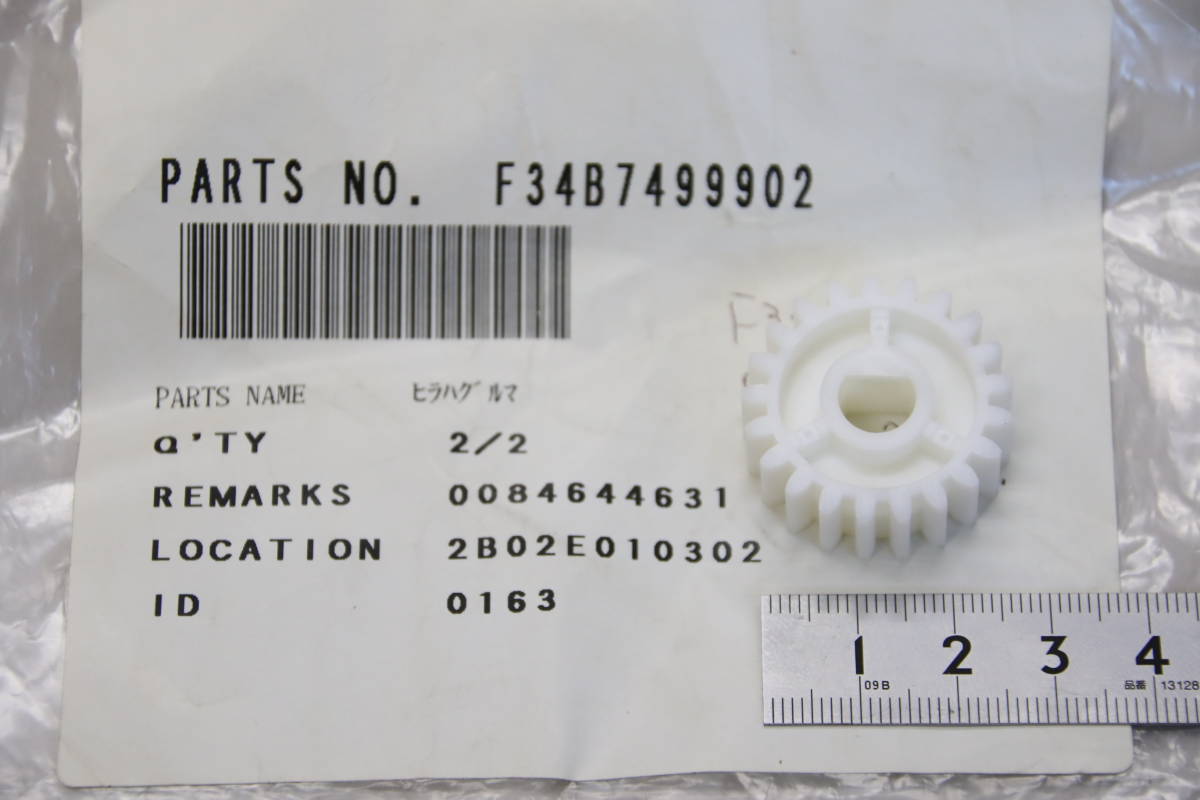 PARTS NO. F34B7499902
PARTS NAME ﾋﾗﾊｸﾞﾙﾏ
Q'TY 2/2
REMARKS 0084644631
LOCATION 2B02E010302
ID 0163
1 2 3 4
09B 品番 13128